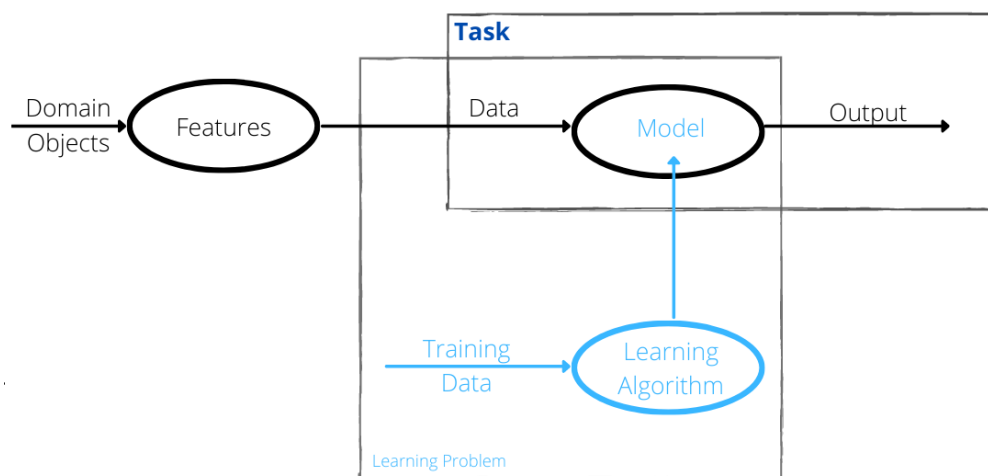 Task
Domain
Objects
Features
Data
Model
Output
Training
Data
Learning
Algorithm
Learning Problem